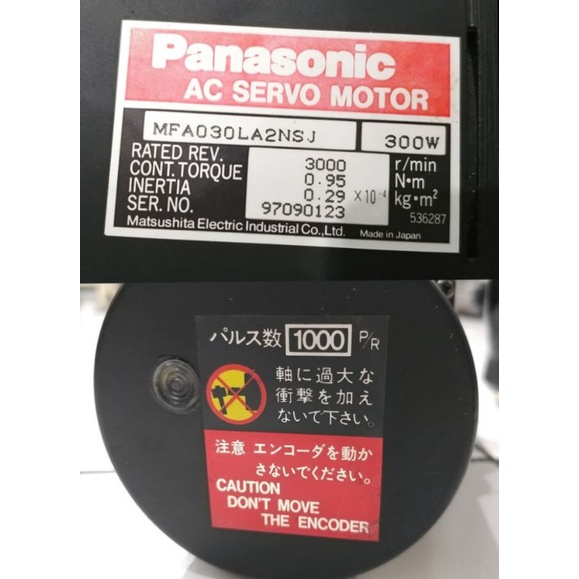 Panasonic
AC SERVO MOTOR
MFA030LA2NSJ 300W
RATED REV. 3000 r/min
CONT.TORQUE 0.95 N•m
INERTIA 0.29 ×10⁻⁴ kg•m²
SER. NO. 97090123 536287
Matsushita Electric Industrial Co.,Ltd. Made in Japan
パルス数 1000 P/R
軸に過大な
衝撃を加え
ないで下さい。
注意 エンコーダを動か
さないでください。
CAUTION
DON'T MOVE
THE ENCODER